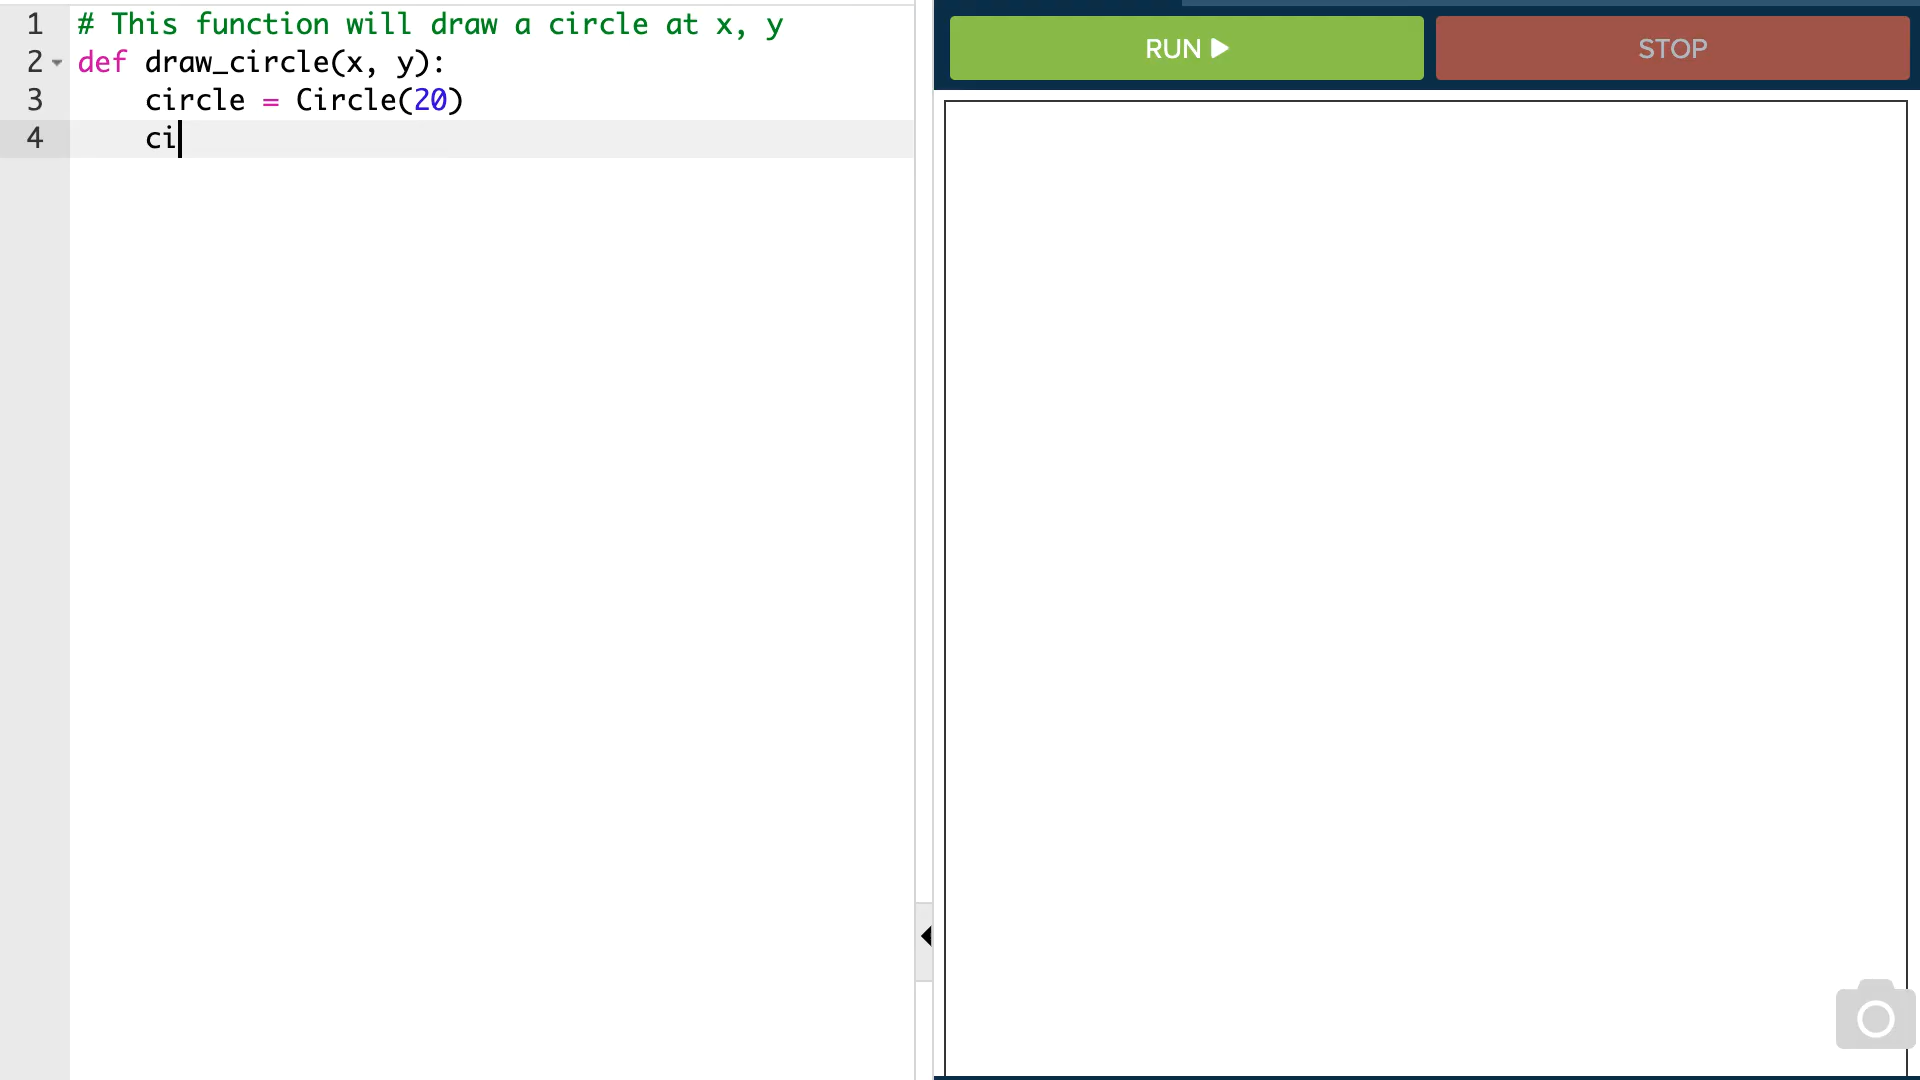 1 # This function will draw a circle at x, y
2 def draw_circle(x, y):
3     circle = Circle(20)
4     ci
RUN
STOP